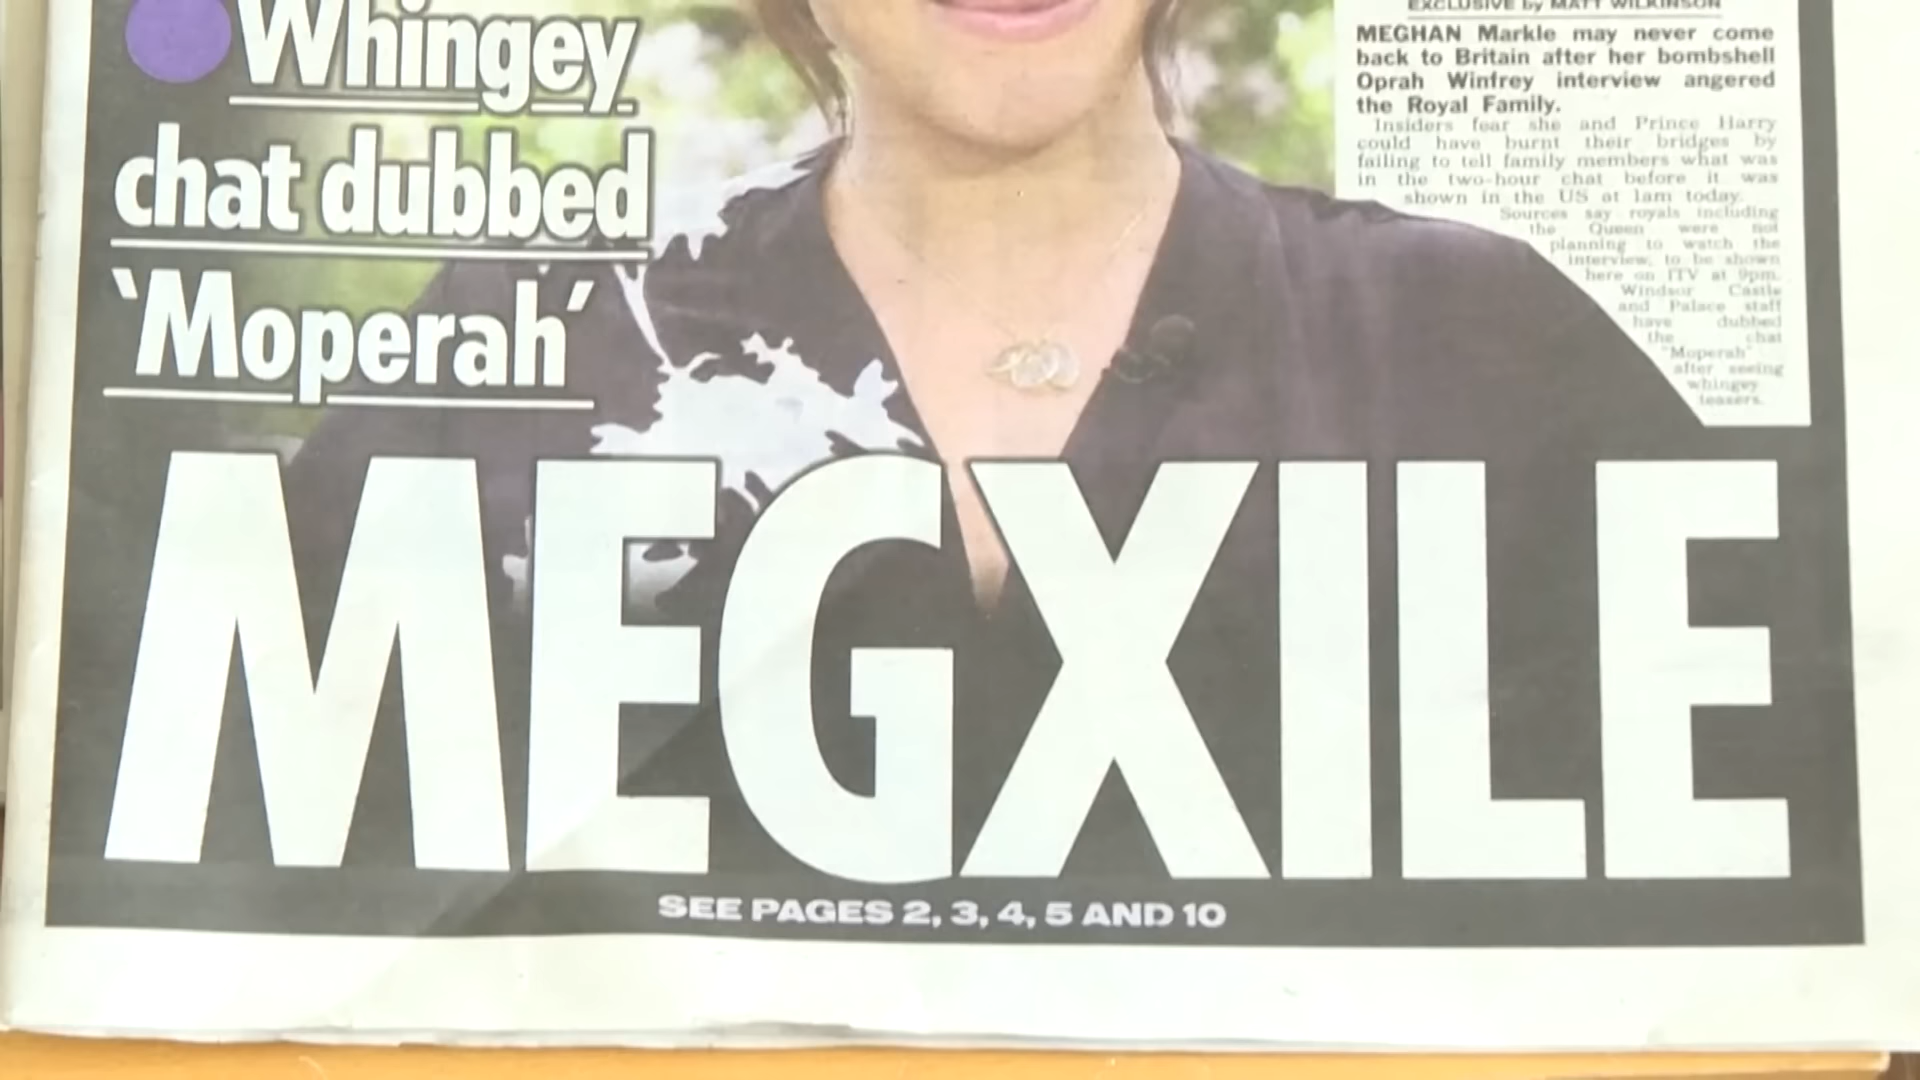 Whingey
chat dubbed
‘Moperah’
EXCLUSIVE by MATT WILKINSON
MEGHAN Markle may never come
back to Britain after her bombshell
Oprah Winfrey interview angered
the Royal Family.
Insiders fear she and Prince Harry
could have burnt their bridges by
failing to tell family members what was
in the two-hour chat before it was
shown in the US at 1am today.
Sources say royals including
the Queen were not
planning to watch the
interview, to be shown
here on ITV at 9pm.
Windsor Castle
and Palace staff
have dubbed
the chat
"Moperah"
after seeing
whingey
teasers.
MEGXILE
SEE PAGES 2, 3, 4, 5 AND 10